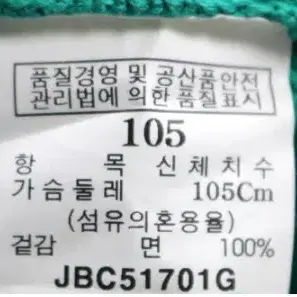 품질경영 및 공산품안전
관리법에 의한 품질표시
105
항 목 신체치수
가슴둘레 105Cm
(섬유의혼용율)
겉감 면 100%
JBC51701G